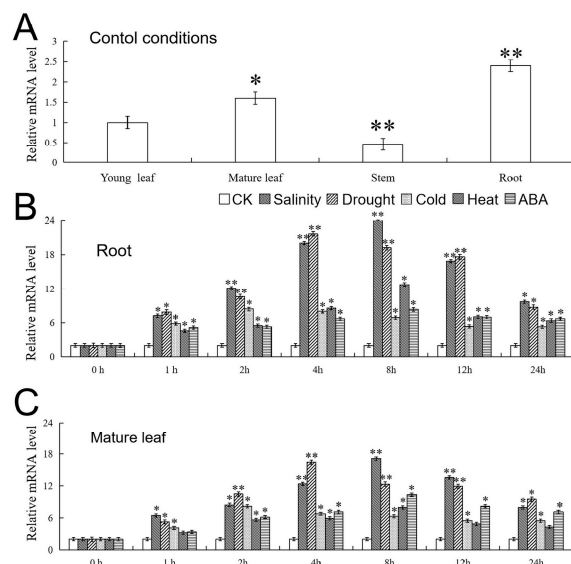 A
Contol conditions
Relative mRNA level
3
2.5
2
1.5
1
0.5
0
*
**
**
Young leaf
Mature leaf
Stem
Root
CK Salinity Drought Cold Heat ABA
B
Root
Relative mRNA level
24
18
12
6
0
0 h
1 h
2h
4h
8h
12h
24h
C
Mature leaf
Relative mRNA level
24
18
12
6
0
0 h
1 h
2h
4h
8h
12h
24h